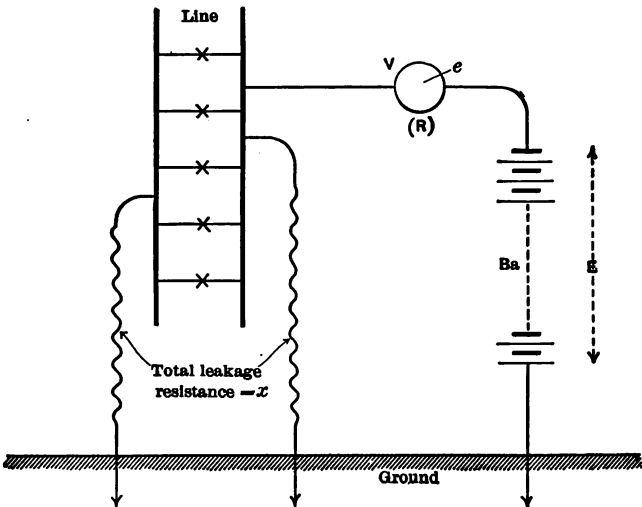 Line
V
e
(R)
Ba
E
Total leakage
resistance = x
Ground